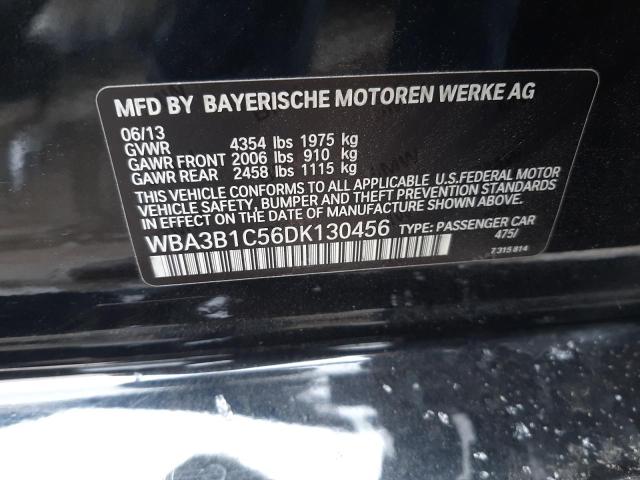 MFD BY BAYERISCHE MOTOREN WERKE AG
06/13
GVWR 4354 lbs 1975 kg
GAWR FRONT 2006 lbs 910 kg
GAWR REAR 2458 lbs 1115 kg
THIS VEHICLE CONFORMS TO ALL APPLICABLE U.S.FEDERAL MOTOR
VEHICLE SAFETY, BUMPER AND THEFT PREVENTION STANDARDS
IN EFFECT ON THE DATE OF MANUFACTURE SHOWN ABOVE.
WBA3B1C56DK130456 TYPE: PASSENGER CAR
475/
7 315 814